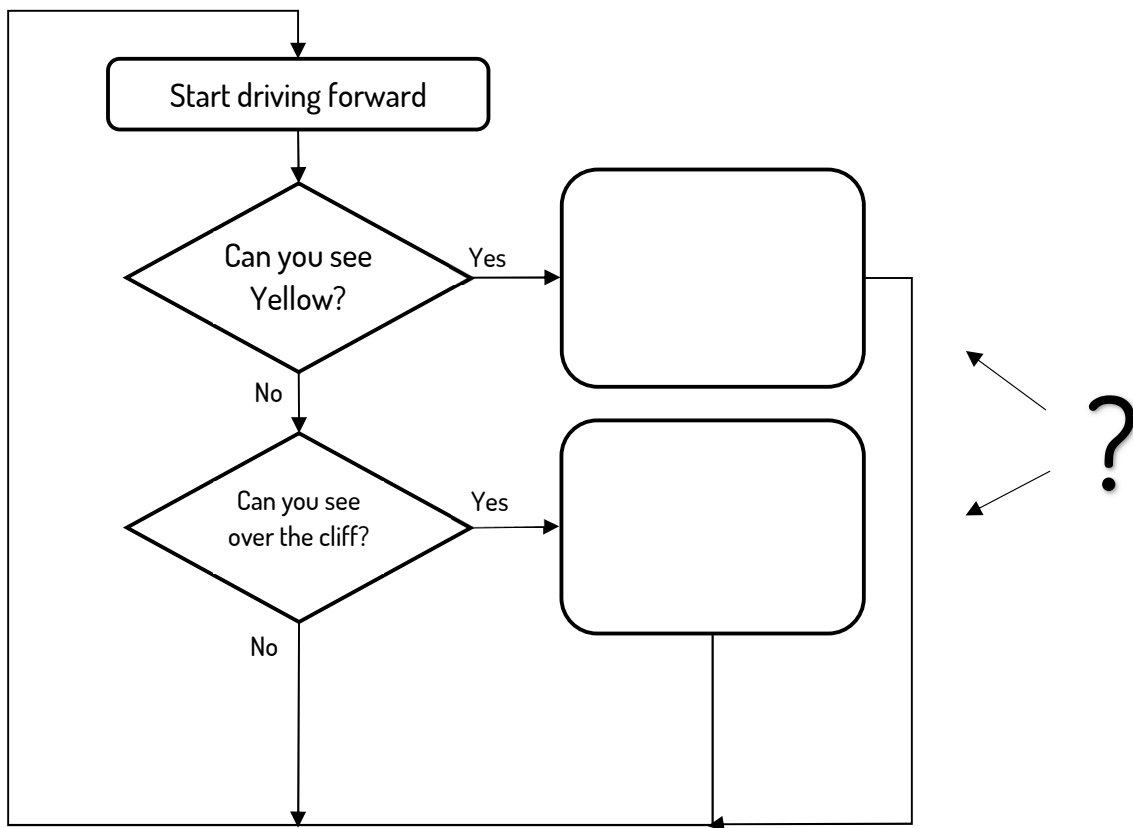 Start driving forward
Can you see
Yellow?
Yes
No
Can you see
over the cliff?
Yes
No
?